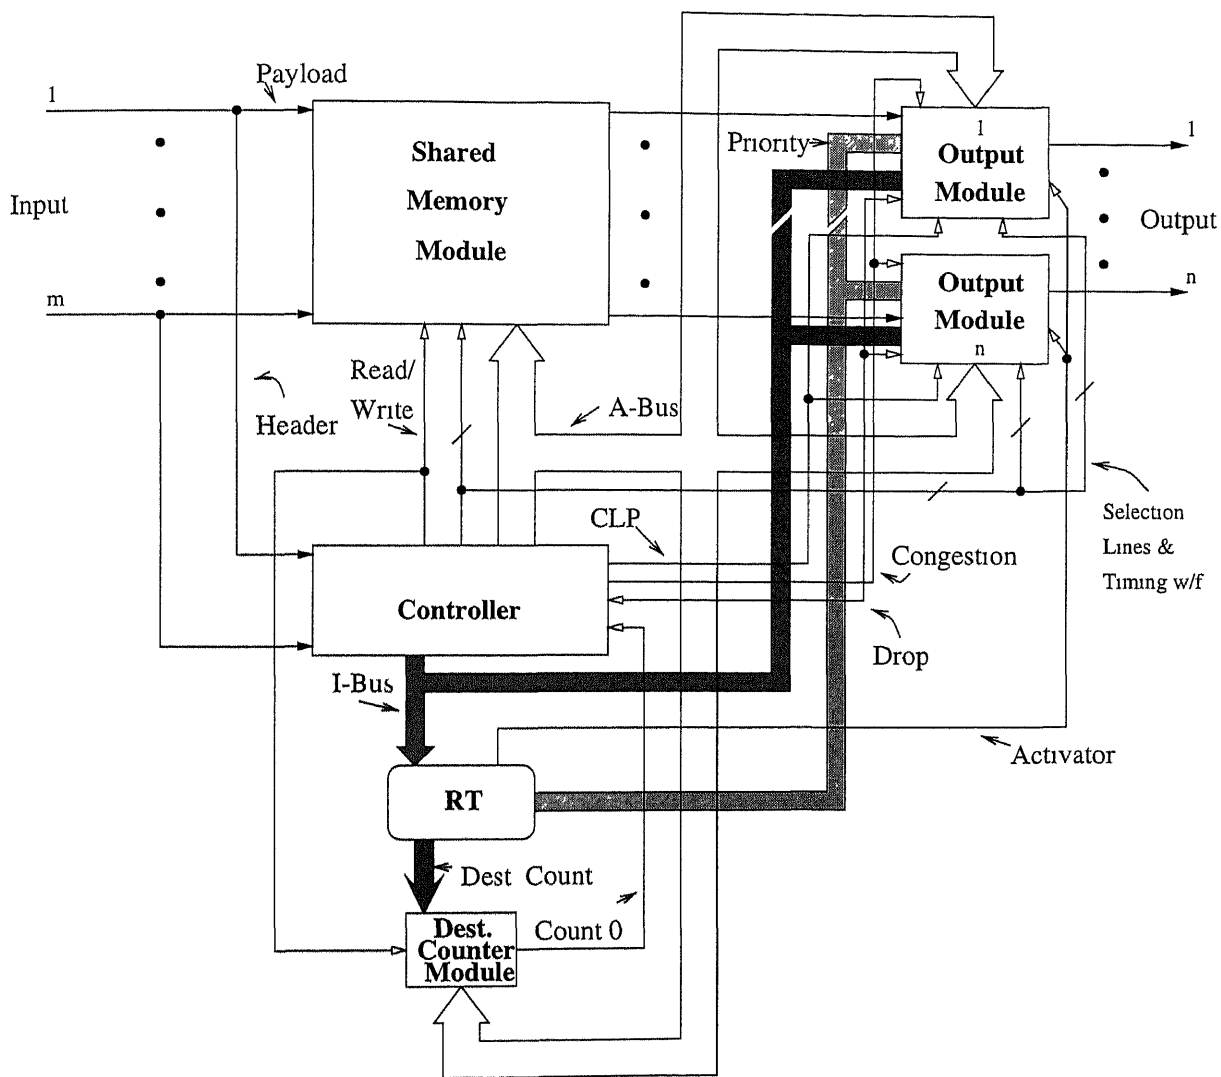 Payload
1
Shared
Memory
Module
Priority
1
Output
Module
1
Input
Output
m
Output
Module
n
n
Read/
Write
Header
A-Bus
CLP
Selection
Lines &
Timing w/f
Congestion
Controller
Drop
I-Bus
Activator
RT
Dest Count
Count 0
Dest.
Counter
Module